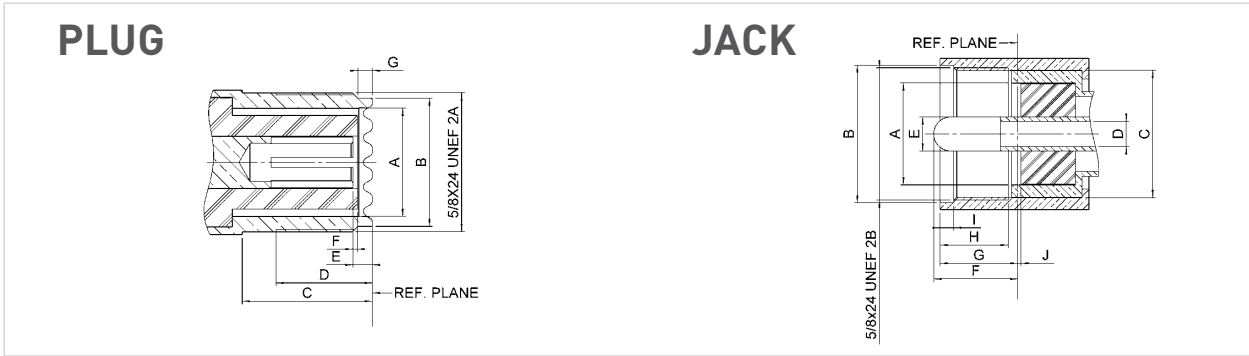 PLUG
G
A
B
5/8X24 UNEF 2A
F
E
D
C
REF. PLANE
JACK
REF. PLANE
B
A
E
D
C
I
H
G
J
F
5/8x24 UNEF 2B